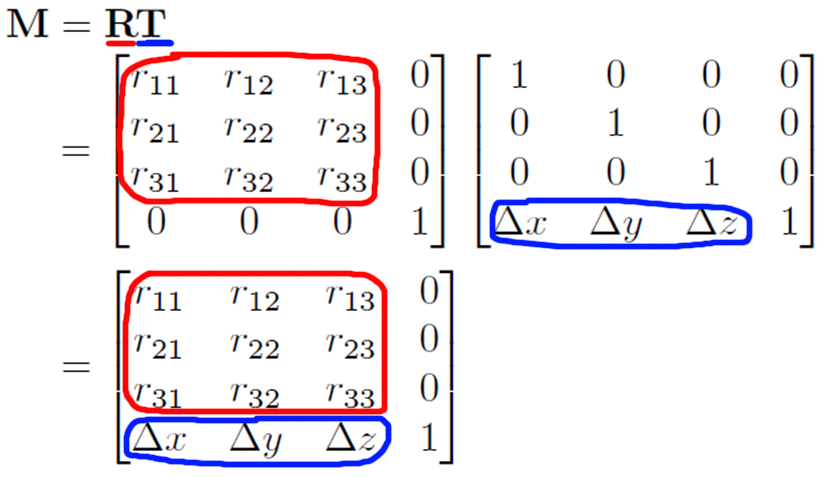 M = RT
= [ r11 r12 r13 0 ] [ 1 0 0 0 ]
[ r21 r22 r23 0 ] [ 0 1 0 0 ]
[ r31 r32 r33 0 ] [ 0 0 1 0 ]
[ 0 0 0 1 ] [ Δx Δy Δz 1 ]
= [ r11 r12 r13 0 ]
[ r21 r22 r23 0 ]
[ r31 r32 r33 0 ]
[ Δx Δy Δz 1 ]